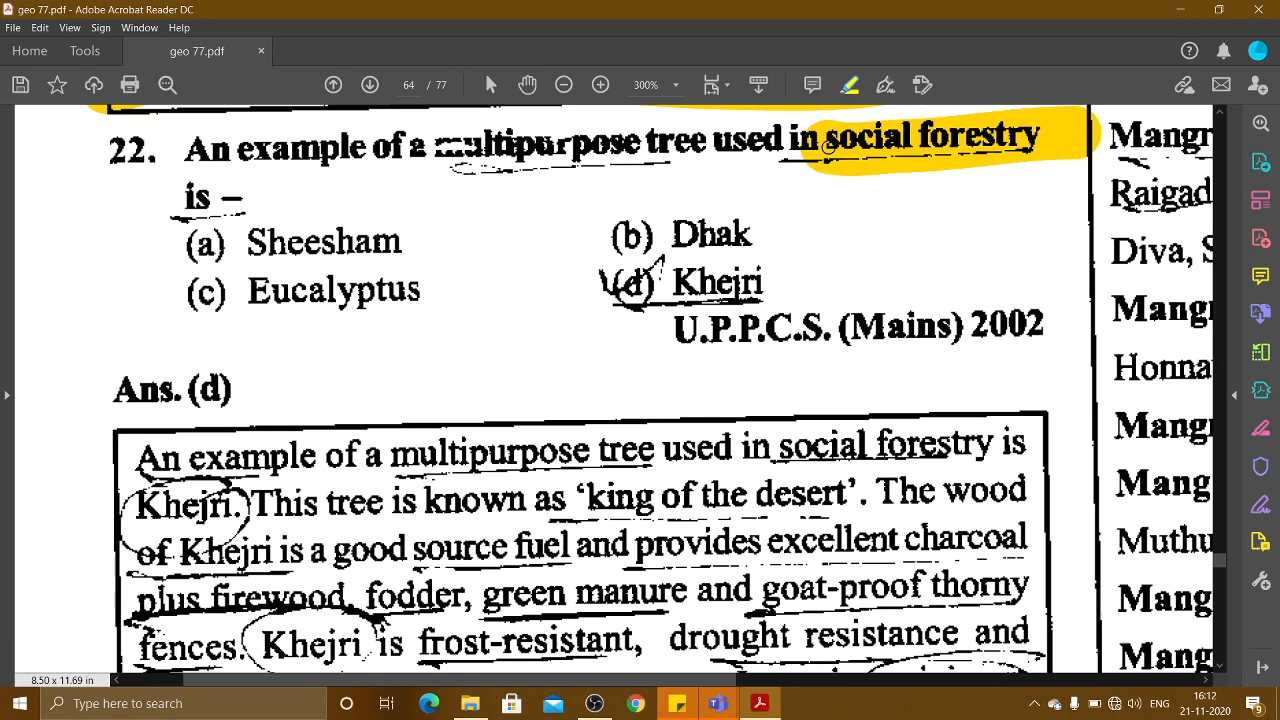 geo 77.pdf - Adobe Acrobat Reader DC
File Edit View Sign Window Help
Home Tools geo 77.pdf ×
64 / 77 300%
22. An example of a multipurpose tree used in social forestry
is –
(a) Sheesham (b) Dhak
(c) Eucalyptus (d) Khejri
U.P.P.C.S. (Mains) 2002
Ans. (d)
An example of a multipurpose tree used in social forestry is
Khejri. This tree is known as ‘king of the desert’. The wood
of Khejri is a good source fuel and provides excellent charcoal
plus firewood, fodder, green manure and goat-proof thorny
fences. Khejri is frost-resistant, drought resistance and
Mangr
Raigad
Diva, S
Mangr
Honna
Mang
Mang
Muthu
Mang
Mang
8.50 x 11.69 in
Type here to search
ENG
16:12
21-11-2020
9